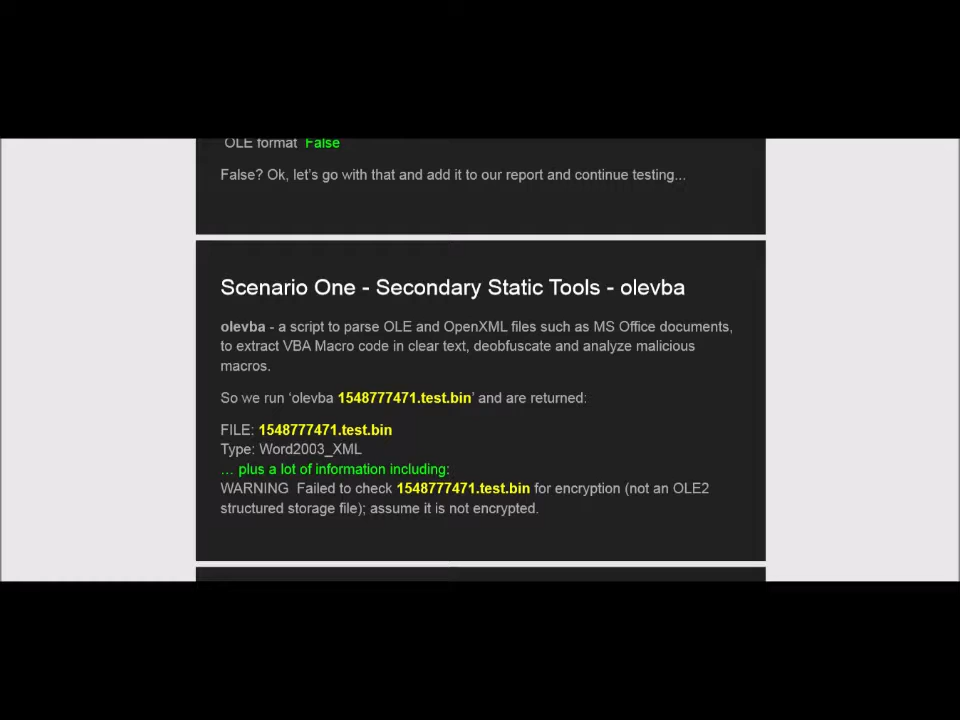 OLE format  False
False? Ok, let's go with that and add it to our report and continue testing...
Scenario One - Secondary Static Tools - olevba
olevba - a script to parse OLE and OpenXML files such as MS Office documents,
to extract VBA Macro code in clear text, deobfuscate and analyze malicious
macros.
So we run ‘olevba 1548777471.test.bin’ and are returned:
FILE: 1548777471.test.bin
Type: Word2003_XML
… plus a lot of information including:
WARNING  Failed to check 1548777471.test.bin for encryption (not an OLE2
structured storage file); assume it is not encrypted.